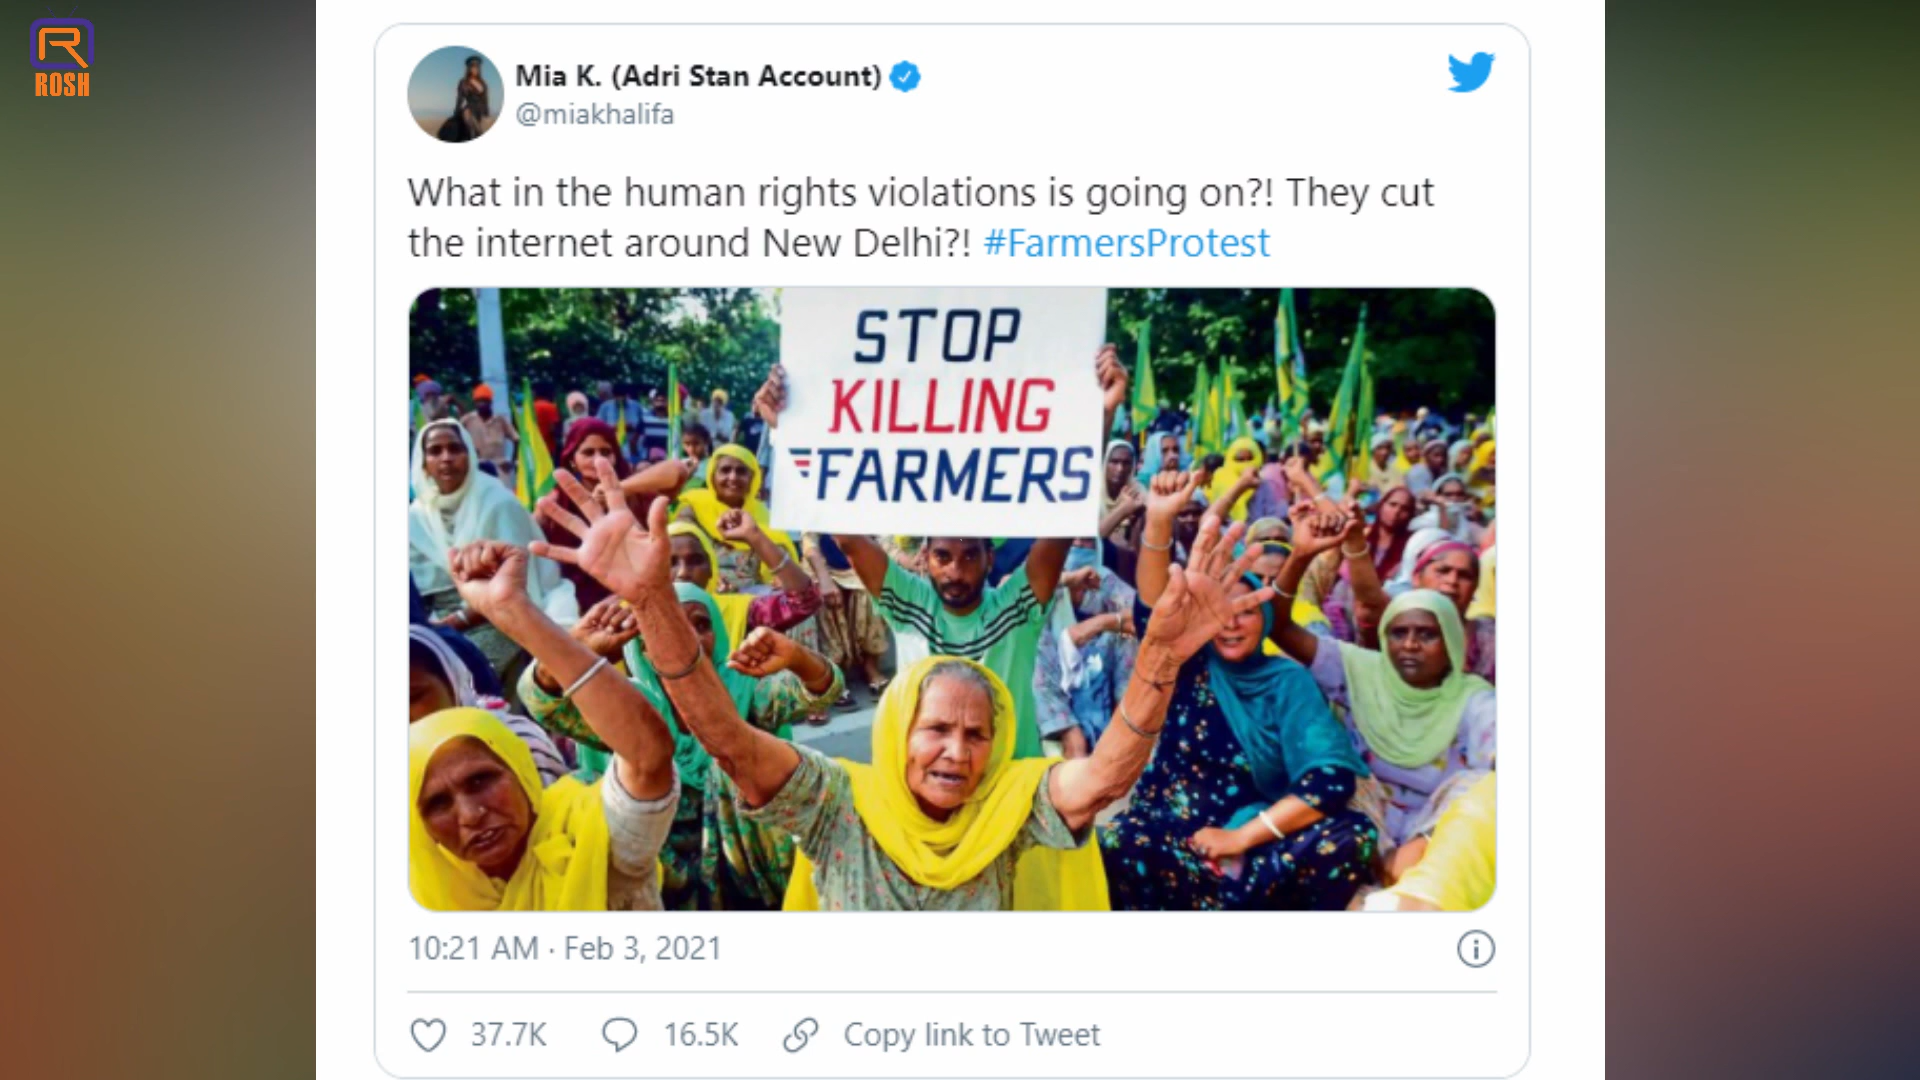 ROSH
Mia K. (Adri Stan Account)
@miakhalifa
What in the human rights violations is going on?! They cut
the internet around New Delhi?! #FarmersProtest
STOP
KILLING
FARMERS
10:21 AM · Feb 3, 2021
37.7K 16.5K Copy link to Tweet